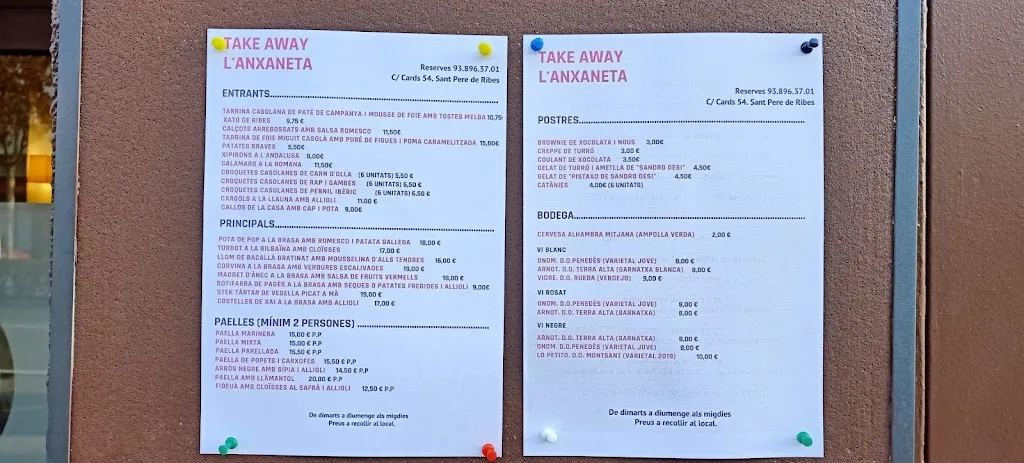 TAKE AWAY
L'ANXANETA
Reserves 93.896.37.01
C/ Cards 54. Sant Pere de Ribes
ENTRANTS
TARRINA CASOLANA DE PATÉ DE CAMPANYA I MOUSSE DE FOIE AMB TOSTES MELBA 10,75€
XATÓ DE RIBES 9,75 €
CALÇOTS ARREBOSSATS AMB SALSA ROMESCO 11,50€
TARRINA DE FOIE MICUIT CASOLÀ AMB PURÉ DE FIGUES I POMA CARAMELITZADA 15,00€
PATATES BRAVES 5,50€
XIPIRONS A L'ANDALUSA 8,00€
CALAMARS A LA ROMANA 11,50€
CROQUETES CASOLANES DE CARN D'OLLA (6 UNITATS) 5,50 €
CROQUETES CASOLANES DE RAP I GAMBES (6 UNITATS) 6,50 €
CROQUETES CASOLANES DE PERNIL IBÈRIC (6 UNITATS) 6,50 €
CARGOLS A LA LLAUNA AMB ALLIOLI 11,00 €
CALLOS DE LA CASA AMB CAP I POTA 9,00€
PRINCIPALS
POTA DE POP A LA BRASA AMB ROMESCO I PATATA GALLEGA 18,00 €
TURBOT A LA BILBAÏNA AMB CLOÏSSES 17,00 €
LLOM DE BACALLÀ GRATINAT AMB MOUSSELINA D'ALLS TENDRES 16,00 €
CORVINA A LA BRASA AMB VERDURES ESCALIVADES 19,00 €
MAGRET D'ÀNEC A LA BRASA AMB SALSA DE FRUITS VERMELLS 18,00 €
BOTIFARRA DE PAGÈS A LA BRASA AMB SEQUES O PATATES FREGIDES I ALLIOLI 9,00€
STEK TÀRTAR DE VEDELLA PICAT A MÀ 19,00 €
COSTELLES DE XAI A LA BRASA AMB ALLIOLI 17,00 €
PAELLES (MÍNIM 2 PERSONES)
PAELLA MARINERA 15,00 € P.P
PAELLA MIXTA 15,00 € P.P
PAELLA PARELLADA 15,50 € P.P
PAELLA DE POPETS I CARXOFES 15,50 € P.P
ARRÒS NEGRE AMB SÍPIA I ALLIOLI 14,50 € P.P
PAELLA AMB LLÀMANTOL 20,00 € P.P
FIDEUÀ AMB CLOÏSSES AL SAFRÀ I ALLIOLI 12,50 € P.P
De dimarts a diumenge als migdies
Preus a recollir al local.
TAKE AWAY
L'ANXANETA
Reserves 93.896.37.01
C/ Cards 54. Sant Pere de Ribes
POSTRES
BROWNIE DE XOCOLATA I NOUS 3,00€
CREPPE DE TURRÓ 3,00 €
COULANT DE XOCOLATA 3,50€
GELAT DE TURRÓ I AMETLLA DE "SANDRO DESI" 4,50€
GELAT DE "PISTAXO DE SANDRO DESI" 4,50€
CATÀNIES 4,00€ (6 UNITATS)
BODEGA
CERVESA ALHAMBRA MITJANA (AMPOLLA VERDA) 2,00 €
VI BLANC
ONOM. D.O.PENEDÈS (VARIETAL JOVE) 8,00 €
ARNOT. D.O. TERRA ALTA (GARNATXA BLANCA) 8,00 €
VIORE. D.O. RUEDA (VERDEJO) 9,00 €
VI ROSAT
ONOM. D.O.PENEDÈS (VARIETAL JOVE) 8,00 €
ARNOT. D.O. TERRA ALTA (GARNATXA) 8,00 €
VI NEGRE
ARNOT. D.O. TERRA ALTA (GARNATXA) 8,00 €
ONOM. D.O.PENEDÈS (VARIETAL JOVE) 8,00 €
LO PETITO. D.O. MONTSANT (VARIETAL 2019) 10,00 €
De dimarts a diumenge als migdies
Preus a recollir al local.